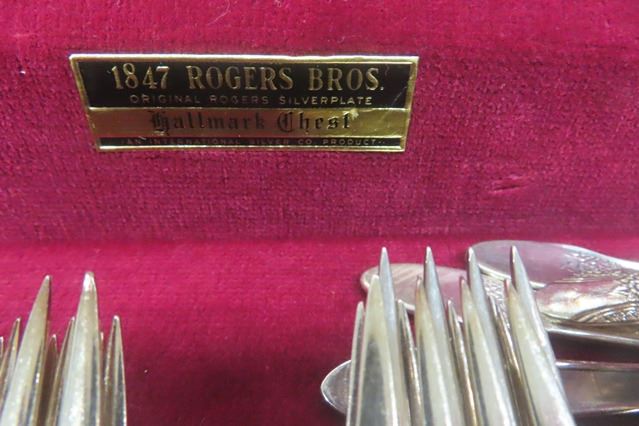 1847 ROGERS BROS.
ORIGINAL ROGERS SILVERPLATE
Hallmark Chest
AN INTERNATIONAL SILVER CO. PRODUCT